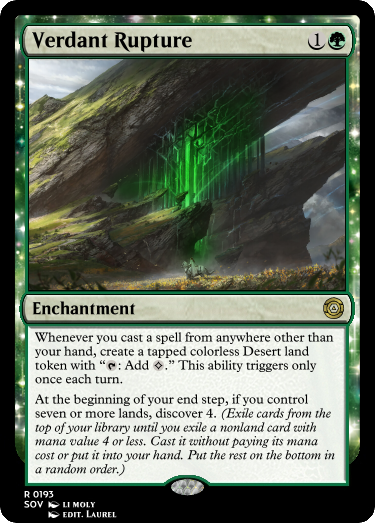 Verdant Rupture 1
Enchantment
Whenever you cast a spell from anywhere other than
your hand, create a tapped colorless Desert land
token with “: Add .” This ability triggers only
once each turn.
At the beginning of your end step, if you control
seven or more lands, discover 4. (Exile cards from the
top of your library until you exile a nonland card with
mana value 4 or less. Cast it without paying its mana
cost or put it into your hand. Put the rest on the bottom in
a random order.)
R 0193
SOV LI MOLY
EDIT. LAUREL